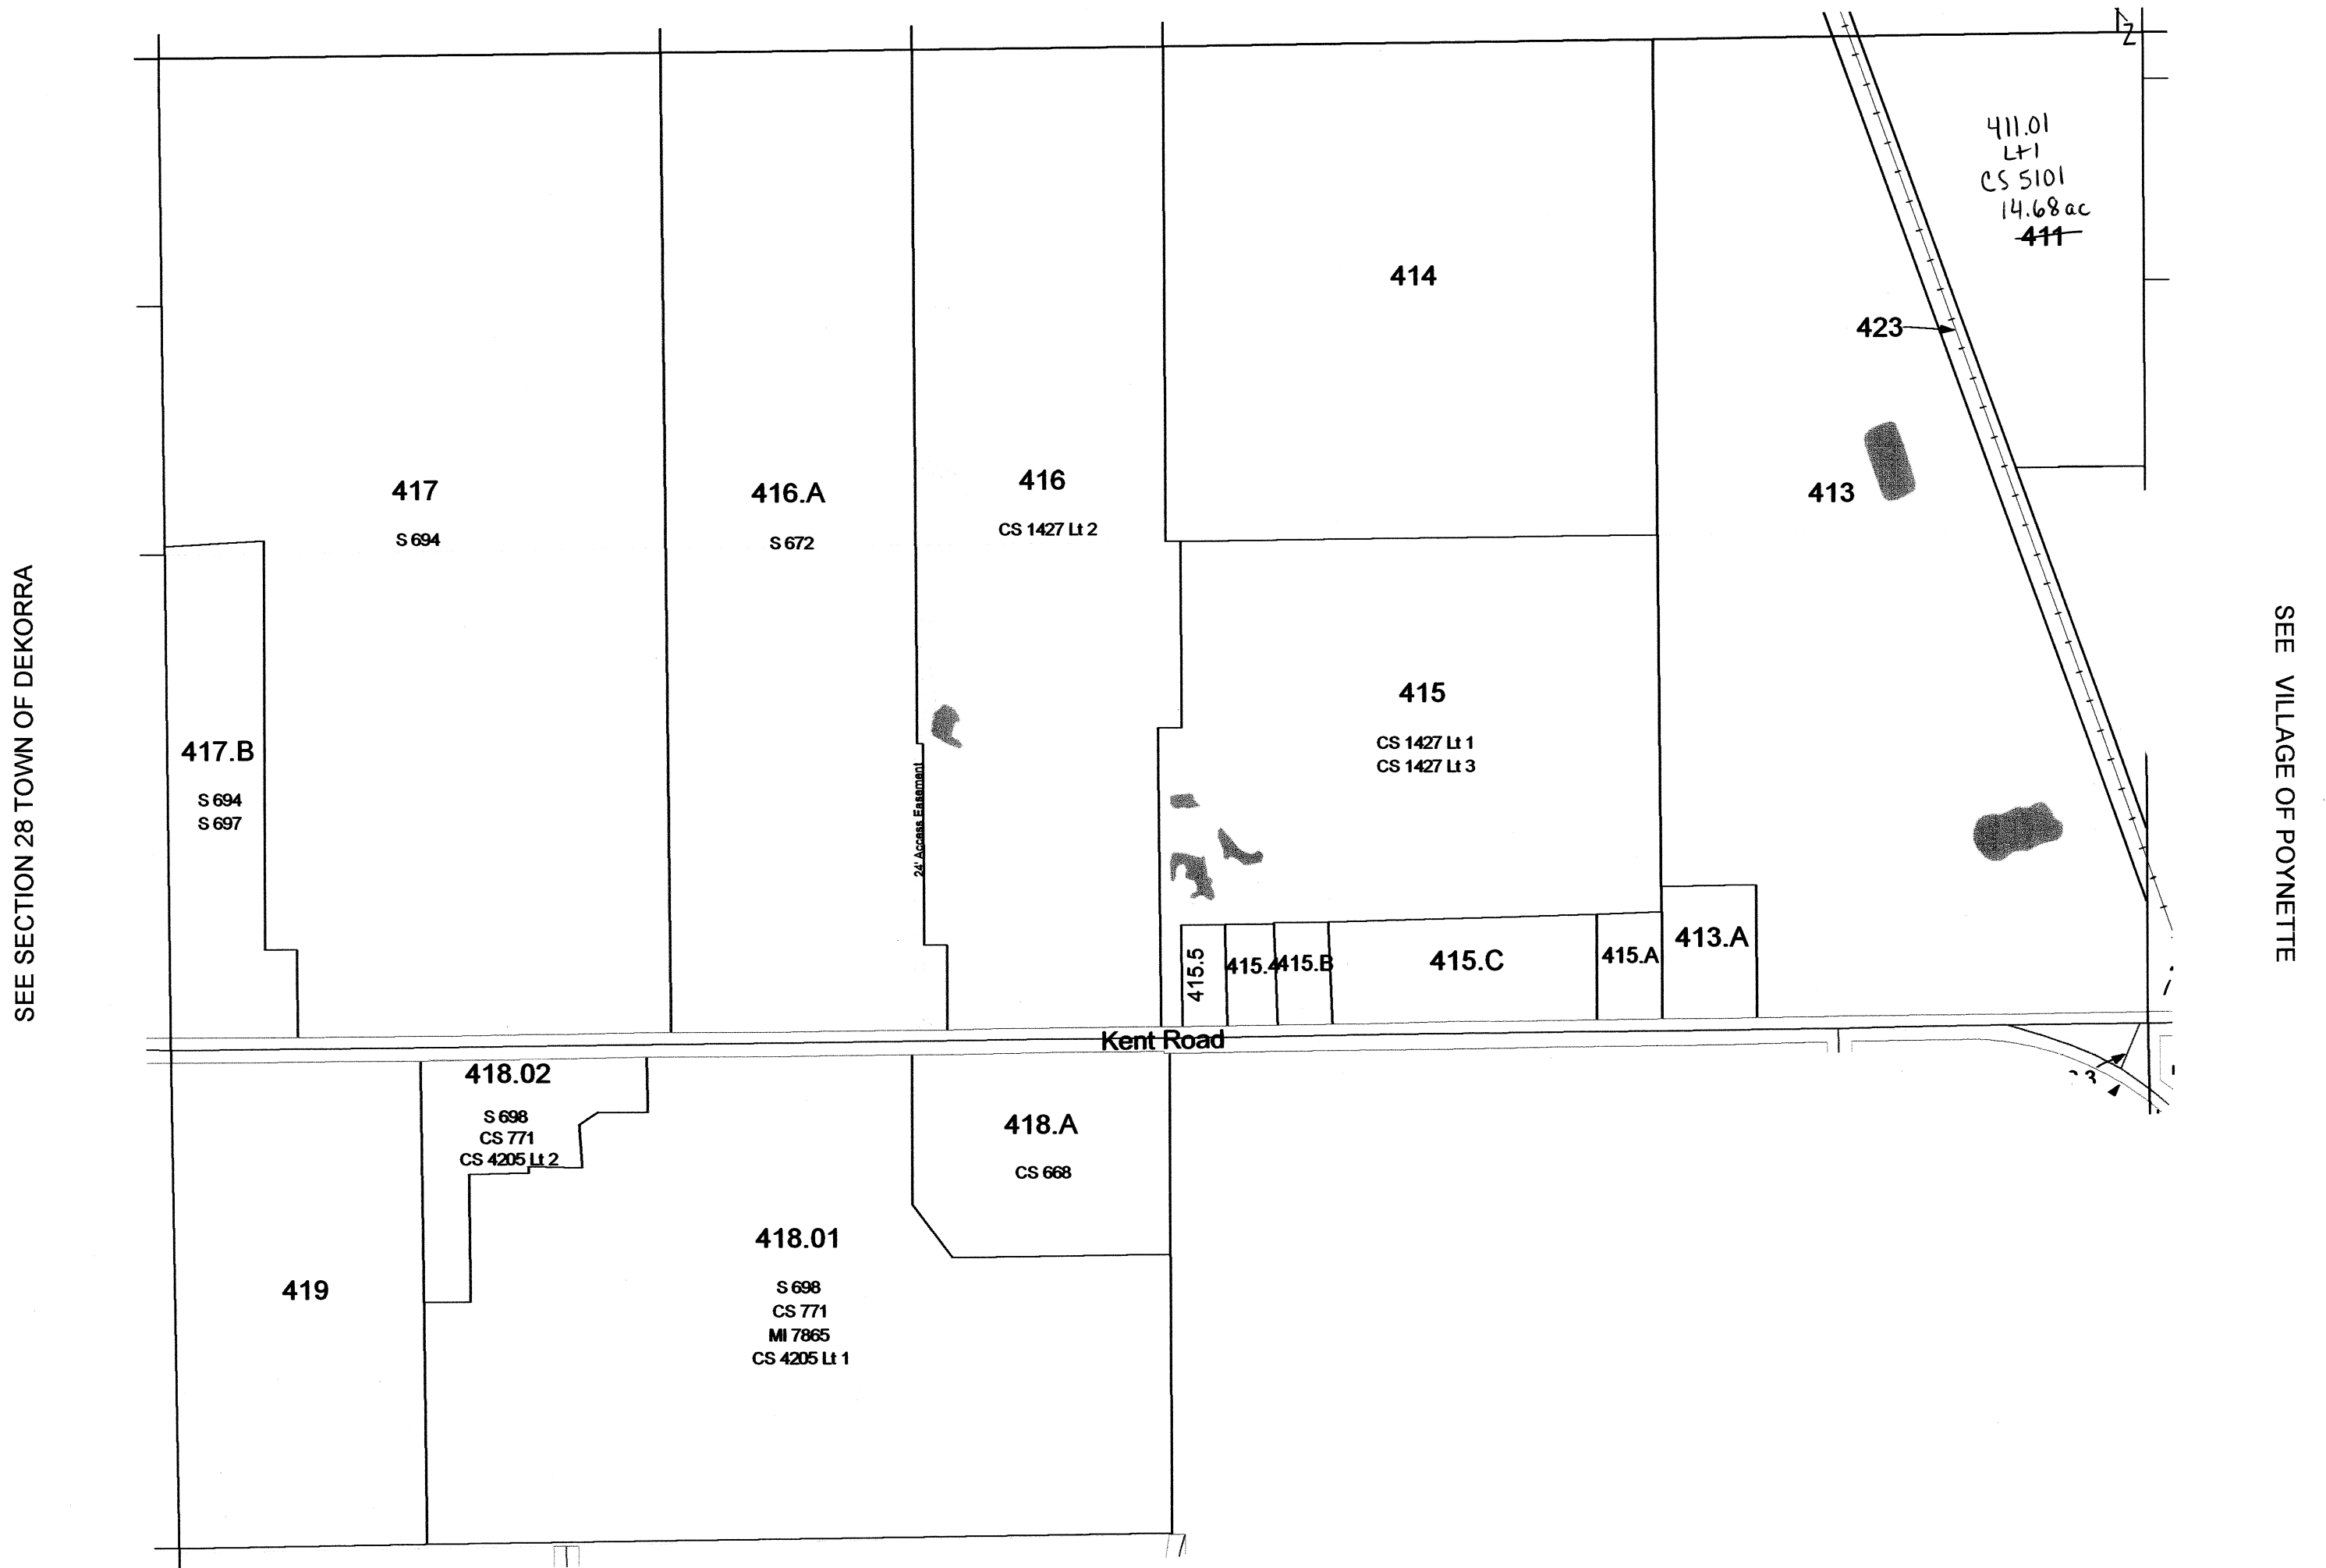 411.01
Lt1
CS 5101
14.68 ac
411
414
423
417
S 694
416.A
S 672
416
CS 1427 Lt 2
413
SEE SECTION 28 TOWN OF DEKORRA
SEE VILLAGE OF POYNETTE
415
CS 1427 Lt 1
CS 1427 Lt 3
417.B
S 694
S 697
24' Access Easement
415.5
415.4
415.B
415.C
415.A
413.A
Kent Road
418.02
S 698
CS 771
CS 4205 Lt 2
418.A
CS 668
418.01
S 698
CS 771
MI 7865
CS 4205 Lt 1
419